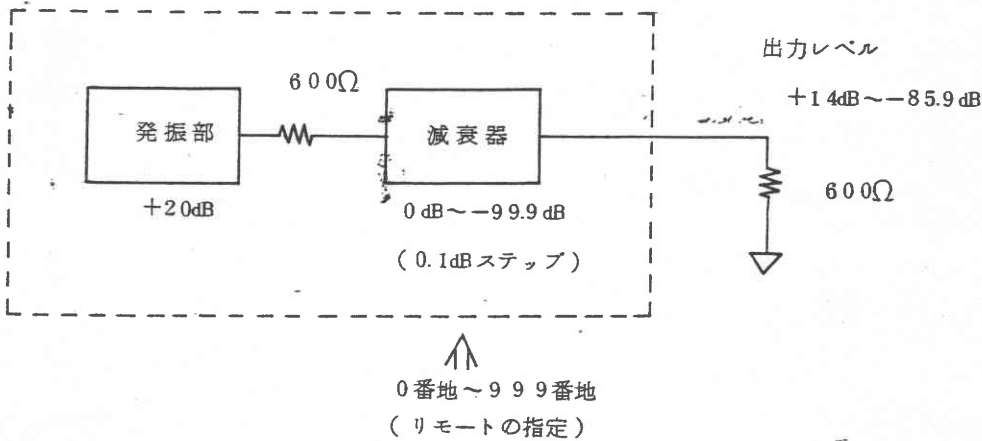 出力レベル
+14dB～-85.9dB
600Ω
発振部
減衰器
600Ω
+20dB
0dB～-99.9dB
(0.1dBステップ)
0番地～999番地
(リモートの指定)